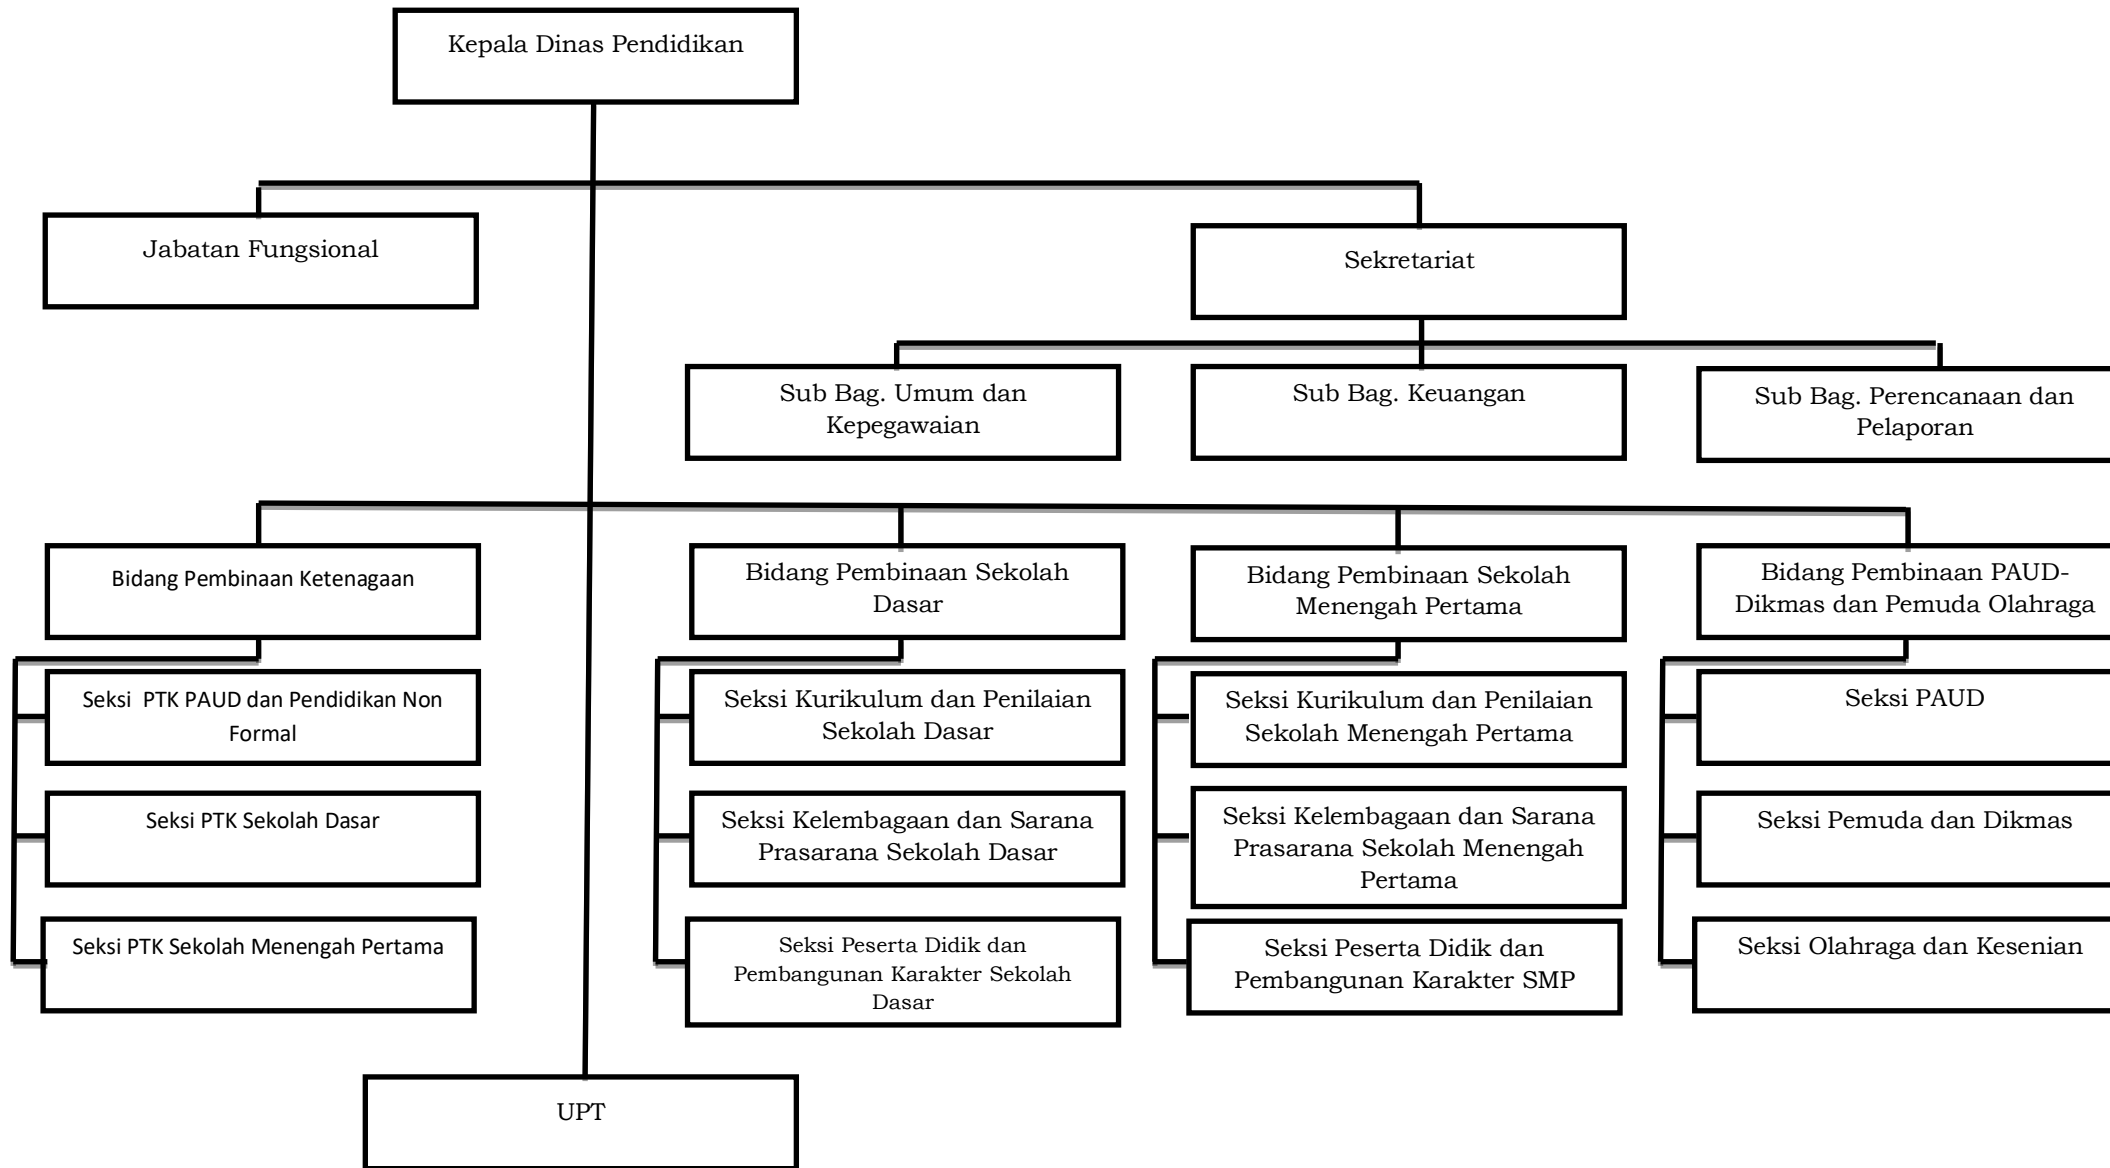 Kepala Dinas Pendidikan
Jabatan Fungsional
Sekretariat
Sub Bag. Umum dan
Kepegawaian
Sub Bag. Keuangan
Sub Bag. Perencanaan dan
Pelaporan
Bidang Pembinaan Ketenagaan
Bidang Pembinaan Sekolah
Dasar
Bidang Pembinaan Sekolah
Menengah Pertama
Bidang Pembinaan PAUD-
Dikmas dan Pemuda Olahraga
Seksi PTK PAUD dan Pendidikan Non
Formal
Seksi Kurikulum dan Penilaian
Sekolah Dasar
Seksi Kurikulum dan Penilaian
Sekolah Menengah Pertama
Seksi PAUD
Seksi PTK Sekolah Dasar
Seksi Kelembagaan dan Sarana
Prasarana Sekolah Dasar
Seksi Kelembagaan dan Sarana
Prasarana Sekolah Menengah
Pertama
Seksi Pemuda dan Dikmas
Seksi PTK Sekolah Menengah Pertama
Seksi Peserta Didik dan
Pembangunan Karakter Sekolah
Dasar
Seksi Peserta Didik dan
Pembangunan Karakter SMP
Seksi Olahraga dan Kesenian
UPT